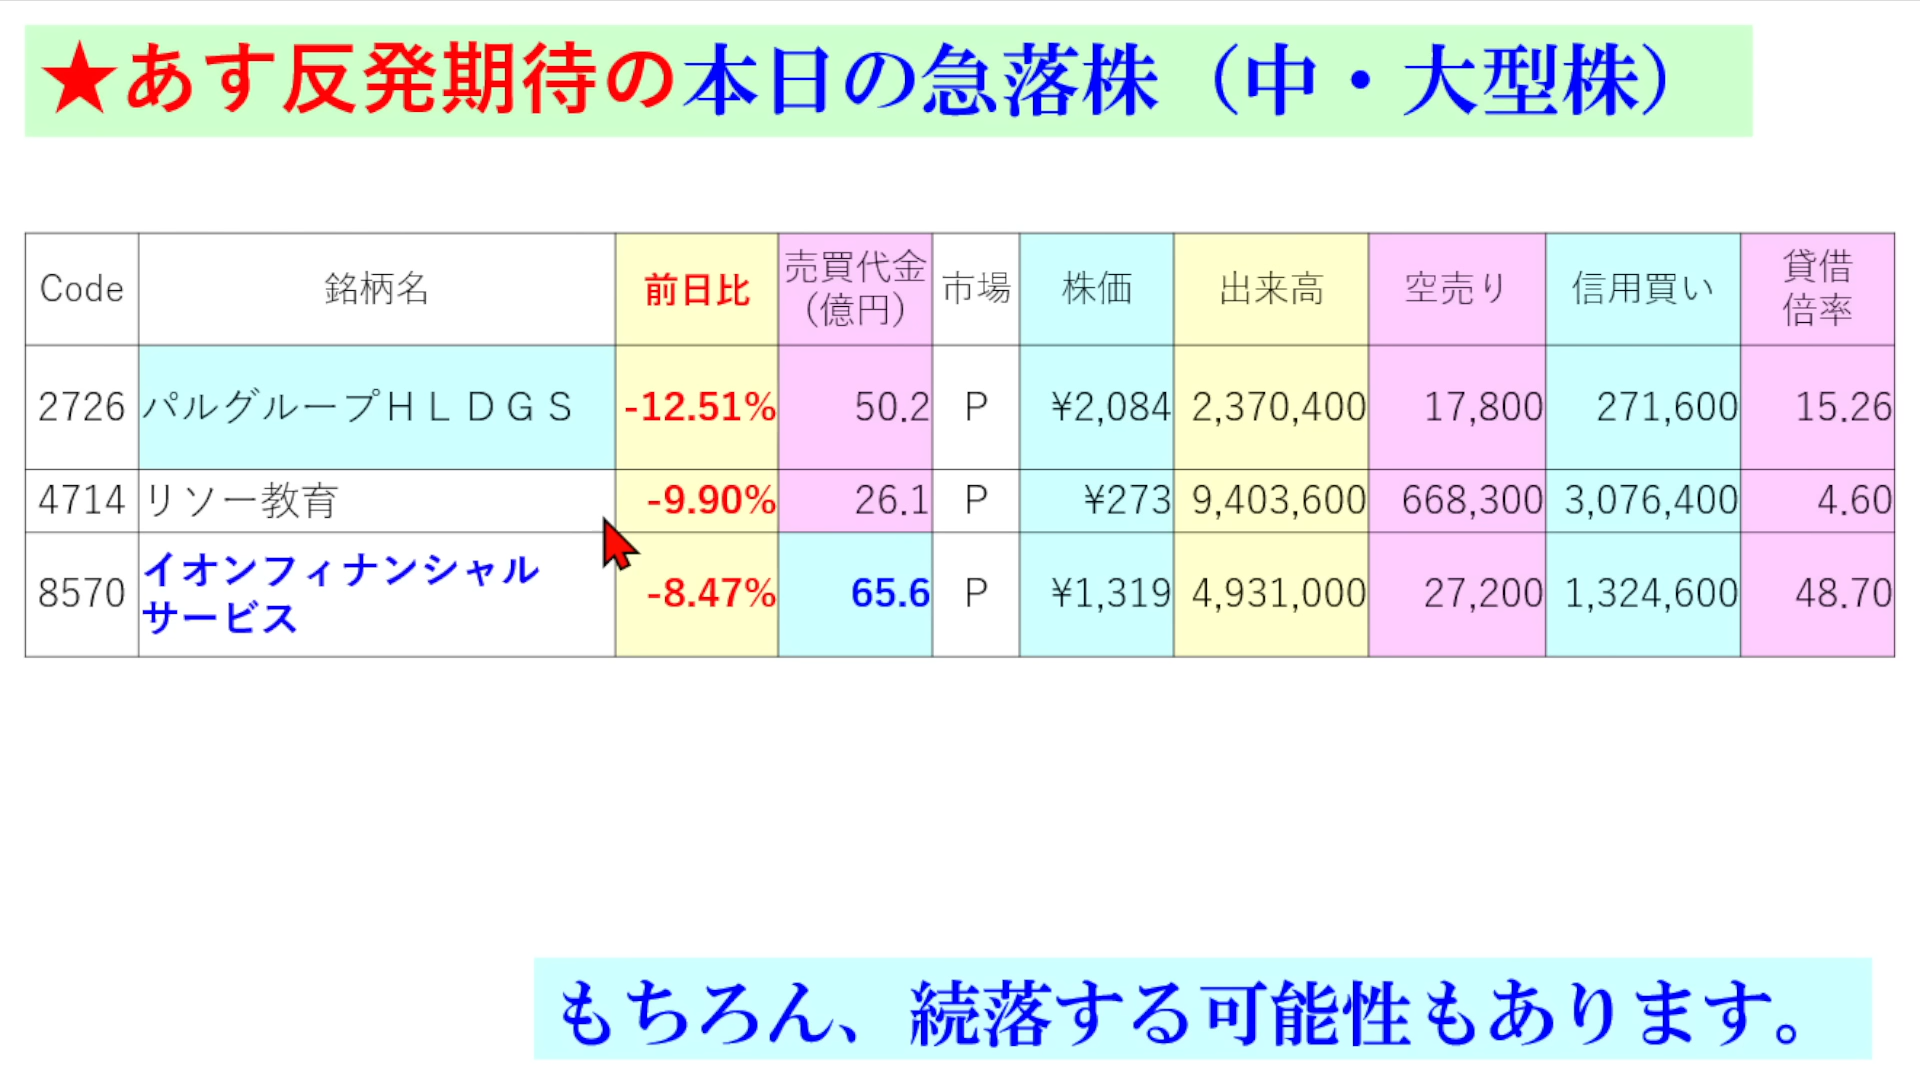 ★あす反発期待の本日の急落株（中・大型株）
Code 銘柄名 前日比 売買代金（億円） 市場 株価 出来高 空売り 信用買い 貸借倍率
2726 パルグループＨＬＤＧＳ -12.51% 50.2 P ¥2,084 2,370,400 17,800 271,600 15.26
4714 リソー教育 -9.90% 26.1 P ¥273 9,403,600 668,300 3,076,400 4.60
8570 イオンフィナンシャルサービス -8.47% 65.6 P ¥1,319 4,931,000 27,200 1,324,600 48.70
もちろん、続落する可能性もあります。